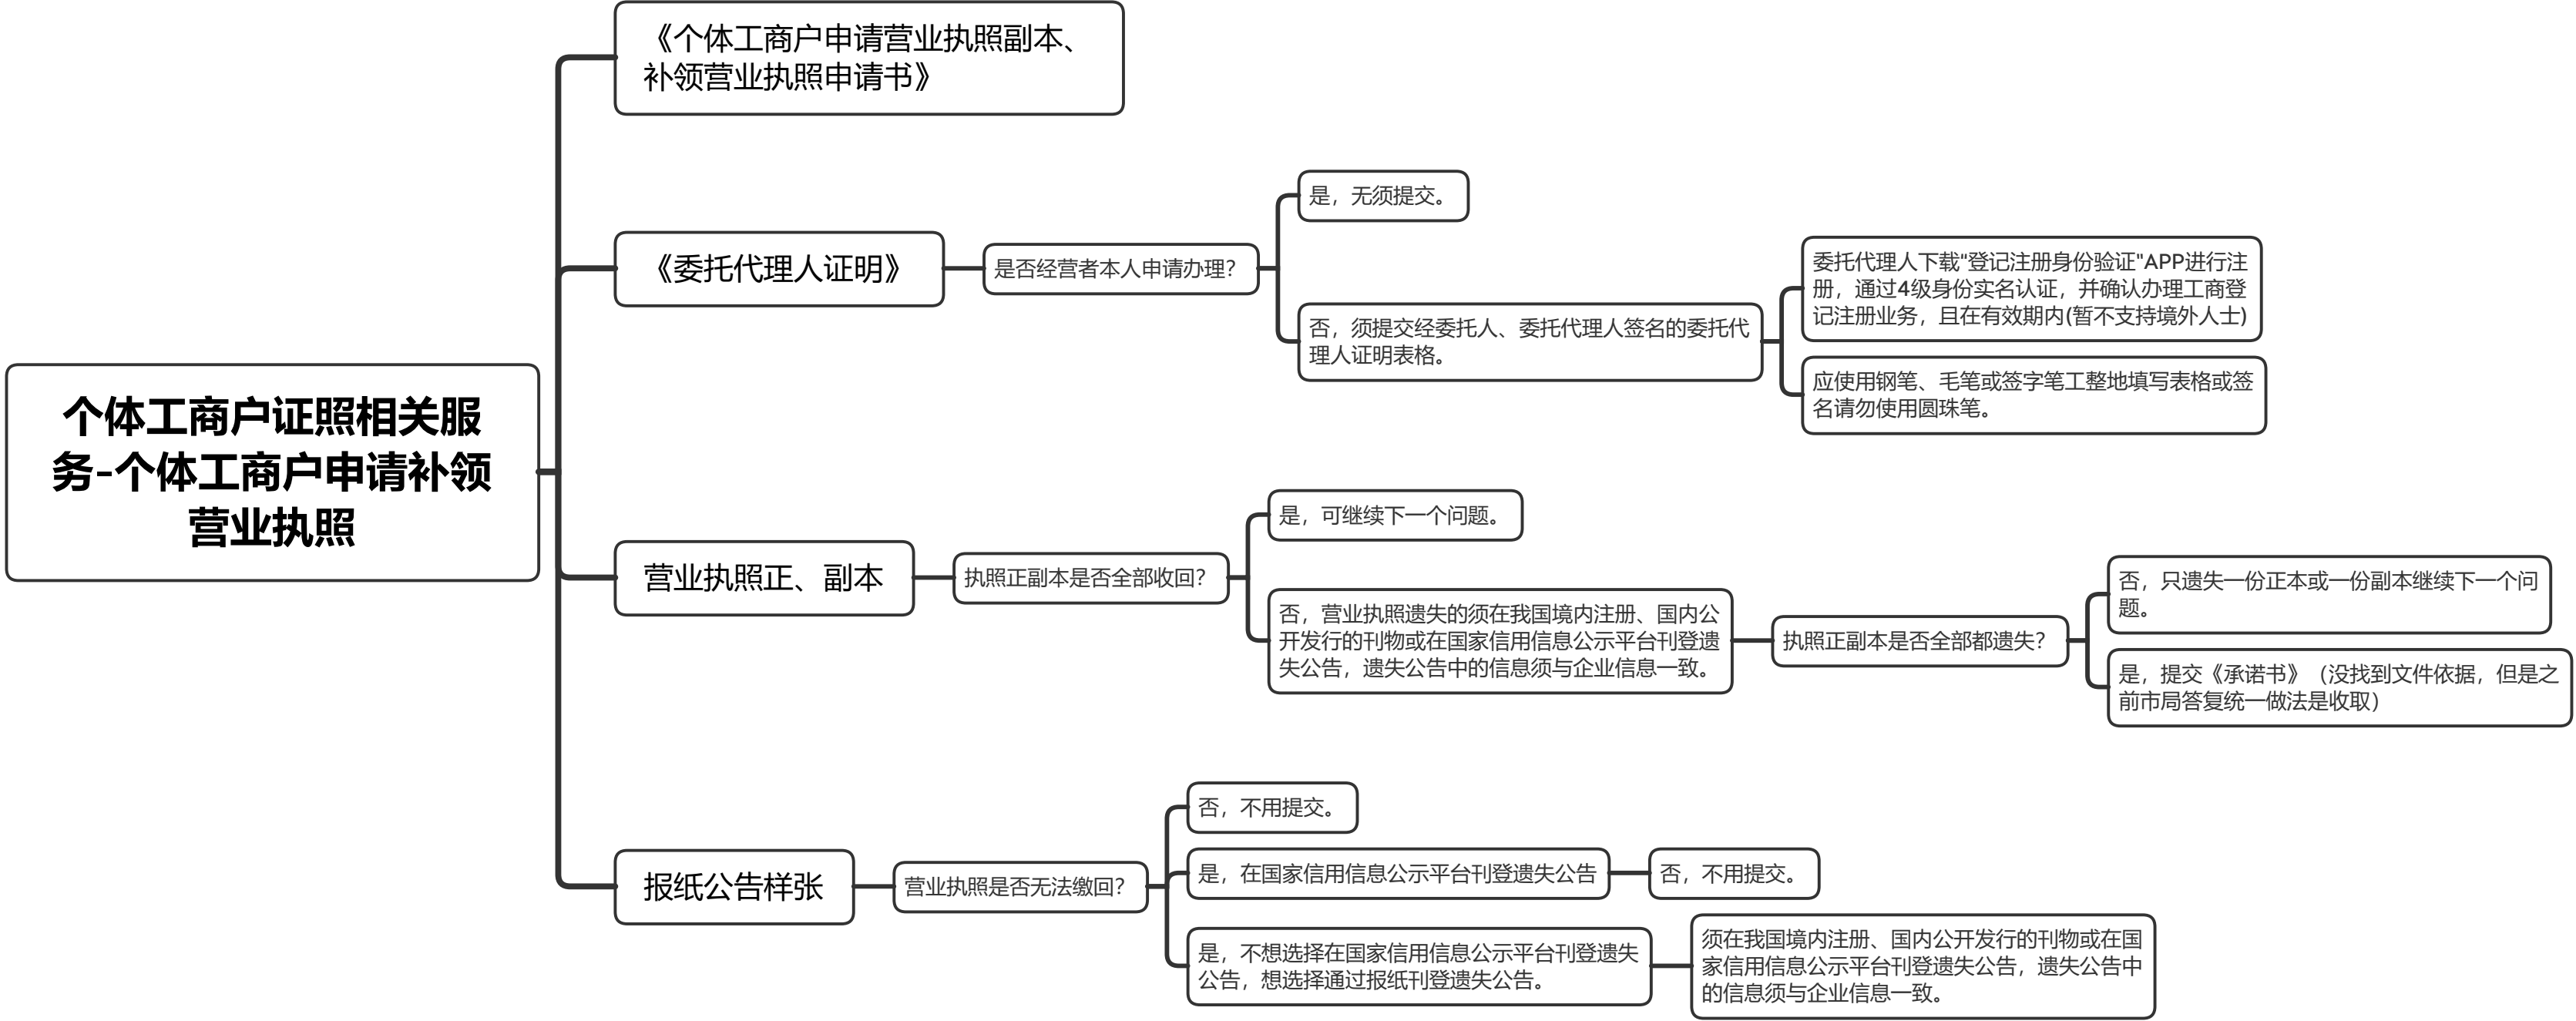 个体工商户证照相关服
务-个体工商户申请补领
营业执照
《个体工商户申请营业执照副本、
补领营业执照申请书》
《委托代理人证明》
是否经营者本人申请办理？
是，无须提交。
否，须提交经委托人、委托代理人签名的委托代
理人证明表格。
委托代理人下载“登记注册身份验证"APP进行注
册，通过4级身份实名认证，并确认办理工商登
记注册业务，且在有效期内(暂不支持境外人士)
应使用钢笔、毛笔或签字笔工整地填写表格或签
名请勿使用圆珠笔。
营业执照正、副本
执照正副本是否全部收回？
是，可继续下一个问题。
否，营业执照遗失的须在我国境内注册、国内公
开发行的刊物或在国家信用信息公示平台刊登遗
失公告，遗失公告中的信息须与企业信息一致。
执照正副本是否全部都遗失？
否，只遗失一份正本或一份副本继续下一个问
题。
是，提交《承诺书》（没找到文件依据，但是之
前市局答复统一做法是收取）
报纸公告样张
营业执照是否无法缴回？
否，不用提交。
是，在国家信用信息公示平台刊登遗失公告
否，不用提交。
是，不想选择在国家信用信息公示平台刊登遗失
公告，想选择通过报纸刊登遗失公告。
须在我国境内注册、国内公开发行的刊物或在国
家信用信息公示平台刊登遗失公告，遗失公告中
的信息须与企业信息一致。